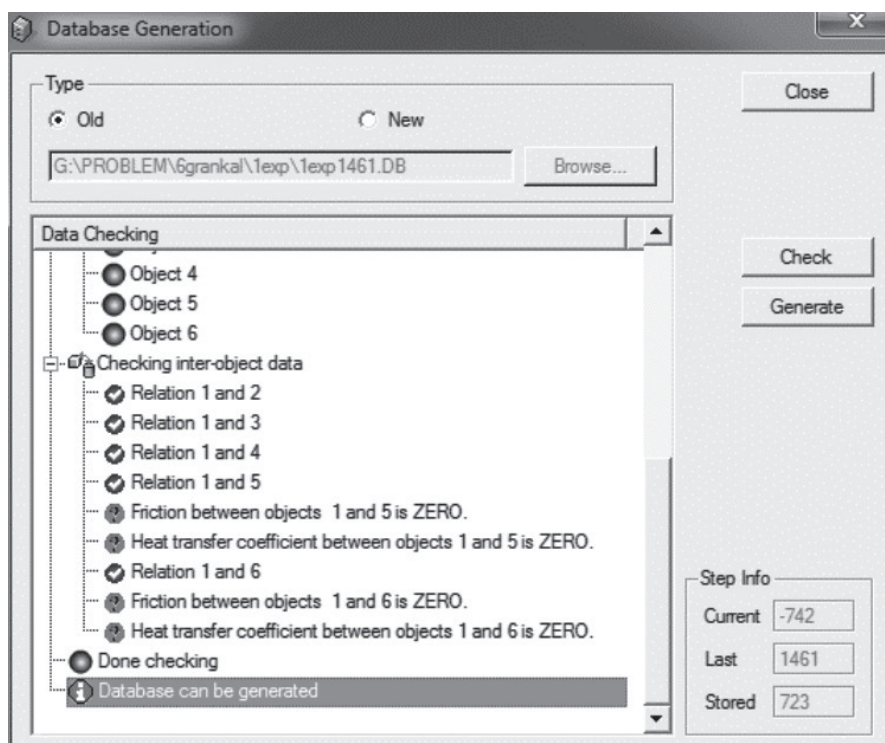 Database Generation
Type
Old
New
G:\PROBLEM\6grankal\1exp\1exp1461.DB
Browse...
Close
Data Checking
Object 4
Object 5
Object 6
Checking inter-object data
Relation 1 and 2
Relation 1 and 3
Relation 1 and 4
Relation 1 and 5
Friction between objects 1 and 5 is ZERO.
Heat transfer coefficient between objects 1 and 5 is ZERO.
Relation 1 and 6
Friction between objects 1 and 6 is ZERO.
Heat transfer coefficient between objects 1 and 6 is ZERO.
Done checking
Database can be generated
Check
Generate
Step Info
Current -742
Last 1461
Stored 723